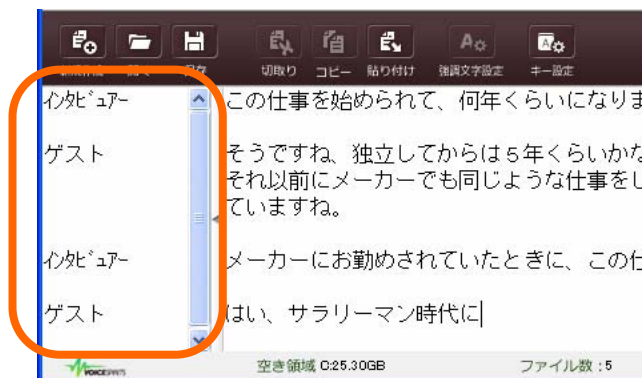 保存 切取り コピー 貼り付け 強調文字設定 キー設定
インタビュアー この仕事を始められて、何年くらいになりま
ゲスト そうですね、独立してからは5年くらいかな
それ以前にメーカーでも同じような仕事をし
ていますね。
インタビュアー メーカーにお勤めされていたときに、この仕
ゲスト はい、サラリーマン時代に
空き領域 C:25.30GB ファイル数:5